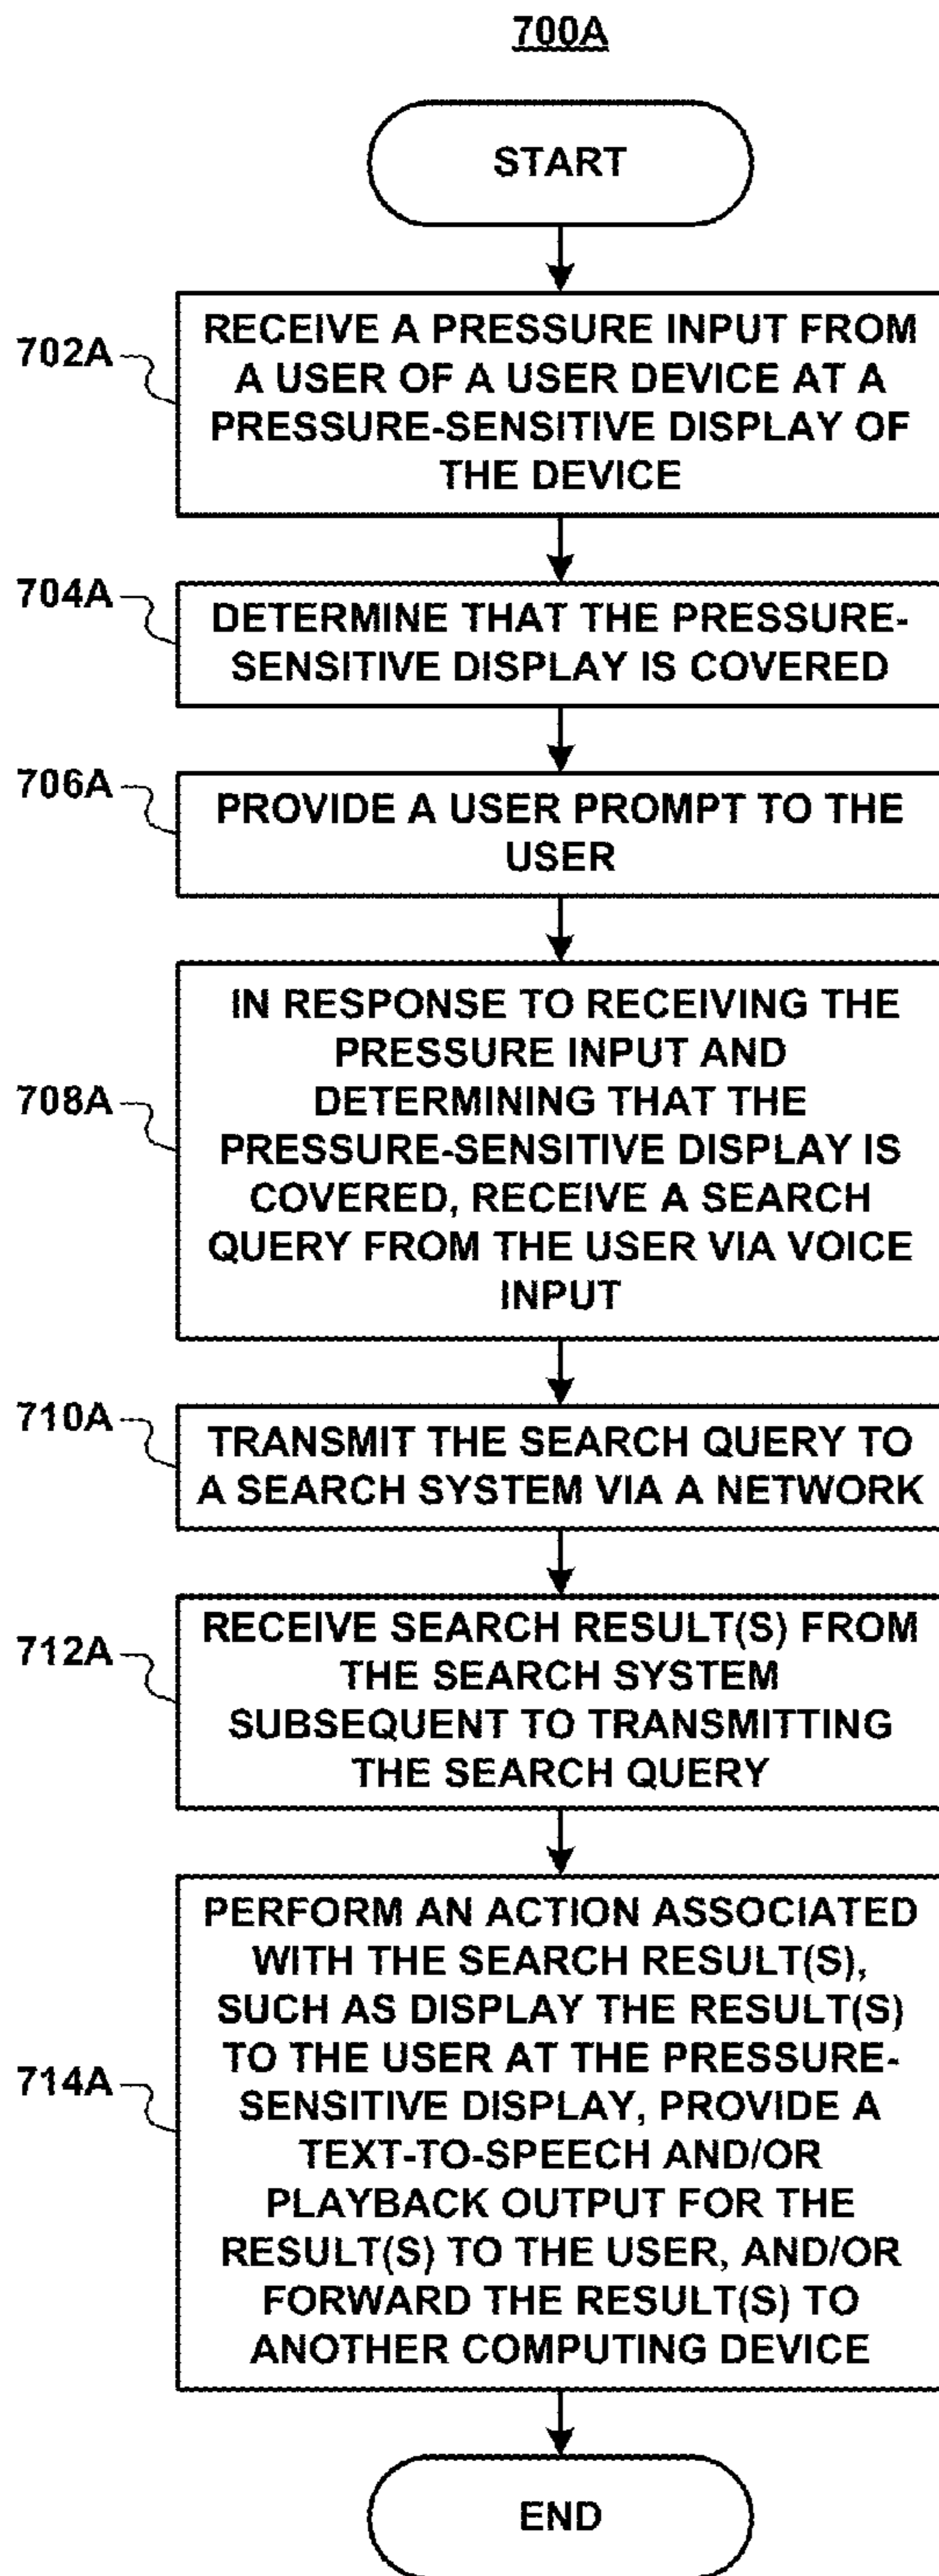 700A
START
702A
RECEIVE A PRESSURE INPUT FROM
A USER OF A USER DEVICE AT A
PRESSURE-SENSITIVE DISPLAY OF
THE DEVICE
704A
DETERMINE THAT THE PRESSURE-
SENSITIVE DISPLAY IS COVERED
706A
PROVIDE A USER PROMPT TO THE
USER
708A
IN RESPONSE TO RECEIVING THE
PRESSURE INPUT AND
DETERMINING THAT THE
PRESSURE-SENSITIVE DISPLAY IS
COVERED, RECEIVE A SEARCH
QUERY FROM THE USER VIA VOICE
INPUT
710A
TRANSMIT THE SEARCH QUERY TO
A SEARCH SYSTEM VIA A NETWORK
712A
RECEIVE SEARCH RESULT(S) FROM
THE SEARCH SYSTEM
SUBSEQUENT TO TRANSMITTING
THE SEARCH QUERY
714A
PERFORM AN ACTION ASSOCIATED
WITH THE SEARCH RESULT(S),
SUCH AS DISPLAY THE RESULT(S)
TO THE USER AT THE PRESSURE-
SENSITIVE DISPLAY, PROVIDE A
TEXT-TO-SPEECH AND/OR
PLAYBACK OUTPUT FOR THE
RESULT(S) TO THE USER, AND/OR
FORWARD THE RESULT(S) TO
ANOTHER COMPUTING DEVICE
END